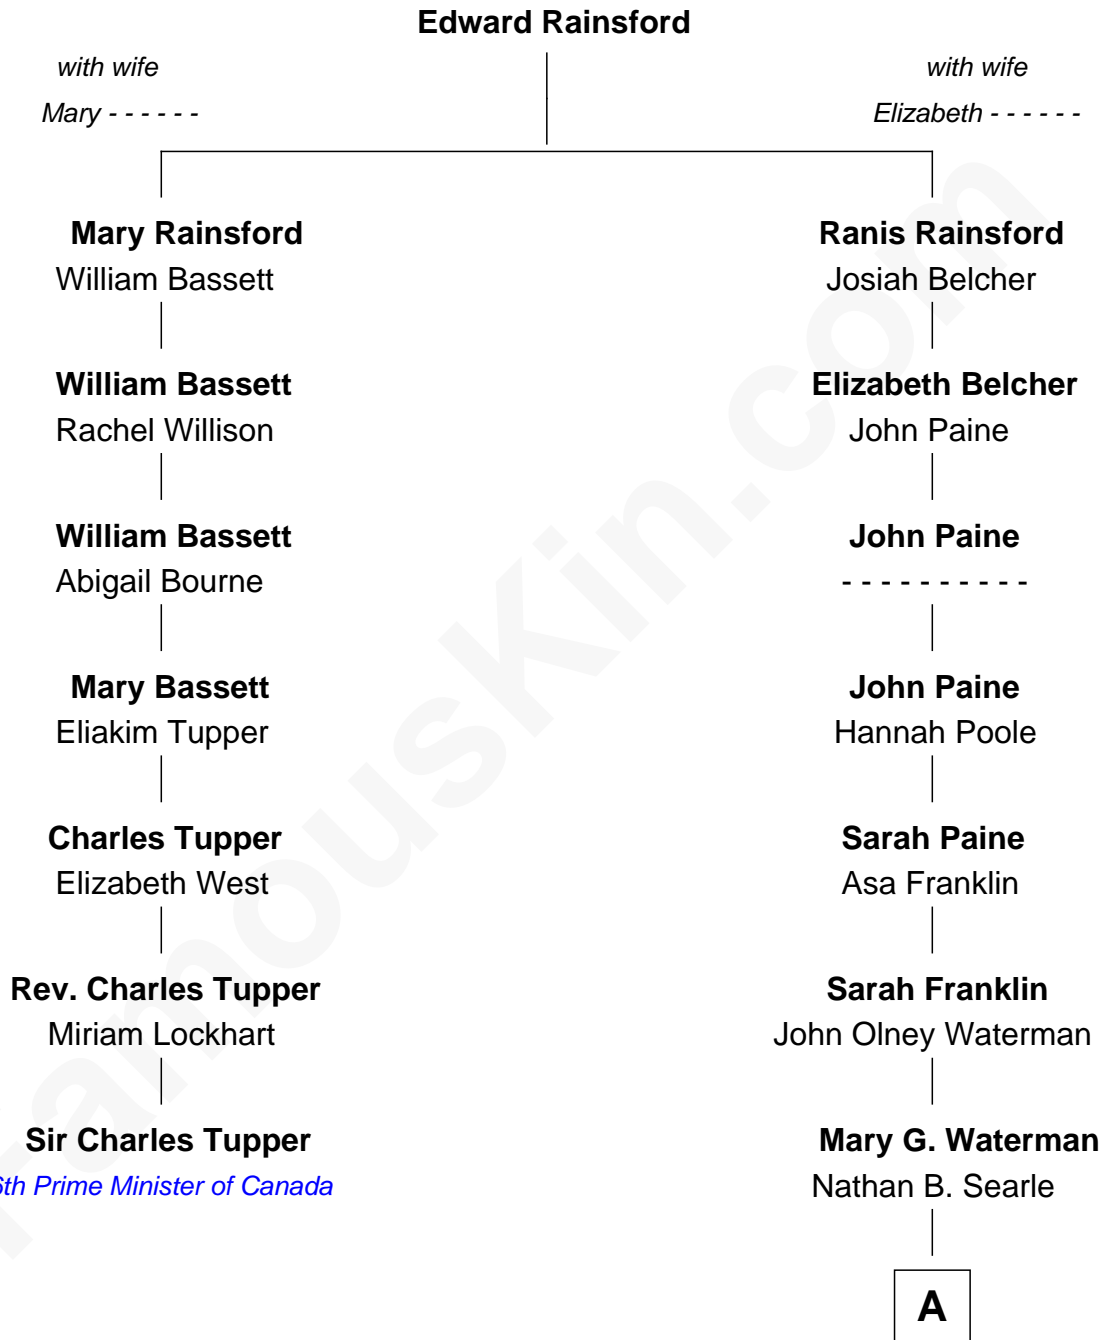 Edward Rainsford
with wife
Mary - - - - - -
with wife
Elizabeth - - - - - -
Mary Rainsford
William Bassett
Ranis Rainsford
Josiah Belcher
William Bassett
Rachel Willison
Elizabeth Belcher
John Paine
William Bassett
Abigail Bourne
John Paine
- - - - - - - - - -
Mary Bassett
Eliakim Tupper
John Paine
Hannah Poole
Charles Tupper
Elizabeth West
Sarah Paine
Asa Franklin
Rev. Charles Tupper
Miriam Lockhart
Sarah Franklin
John Olney Waterman
Sir Charles Tupper
6th Prime Minister of Canada
Mary G. Waterman
Nathan B. Searle
A
FamousKin.com